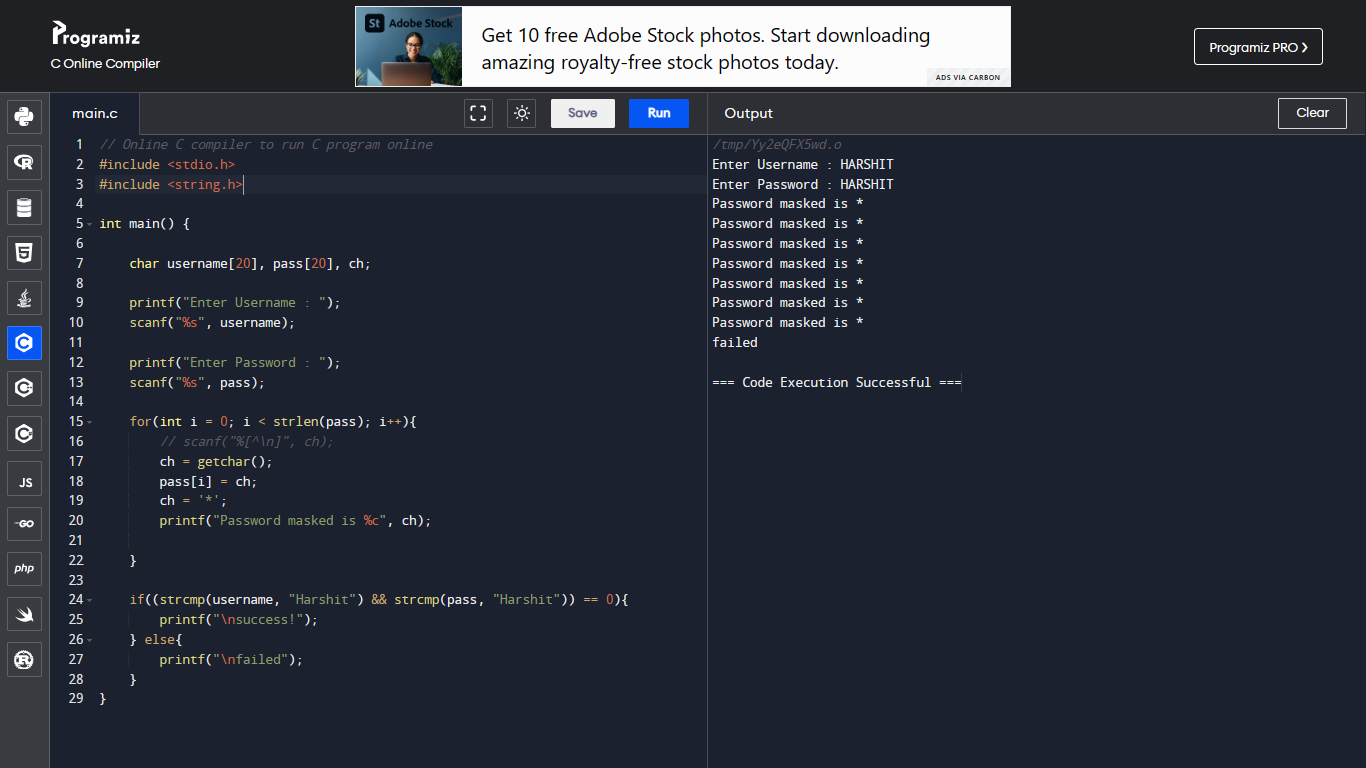 Programiz
C Online Compiler
St Adobe Stock
Get 10 free Adobe Stock photos. Start downloading
amazing royalty-free stock photos today.
ADS VIA CARBON
Programiz PRO ❯
main.c
Save
Run
Output
Clear
1 // Online C compiler to run C program online
2 #include <stdio.h>
3 #include <string.h>
4
5 int main() {
6
7 char username[20], pass[20], ch;
8
9 printf("Enter Username : ");
10 scanf("%s", username);
11
12 printf("Enter Password : ");
13 scanf("%s", pass);
14
15 for(int i = 0; i < strlen(pass); i++){
16 // scanf("%[^\n]", ch);
17 ch = getchar();
18 pass[i] = ch;
19 ch = '*';
20 printf("Password masked is %c", ch);
21
22 }
23
24 if((strcmp(username, "Harshit") && strcmp(pass, "Harshit")) == 0){
25 printf("\nsuccess!");
26 } else{
27 printf("\nfailed");
28 }
29 }
/tmp/Yy2eQFX5wd.o
Enter Username : HARSHIT
Enter Password : HARSHIT
Password masked is *
Password masked is *
Password masked is *
Password masked is *
Password masked is *
Password masked is *
Password masked is *
failed
=== Code Execution Successful ===
R
5
C
C
C
JS
GO
php
R